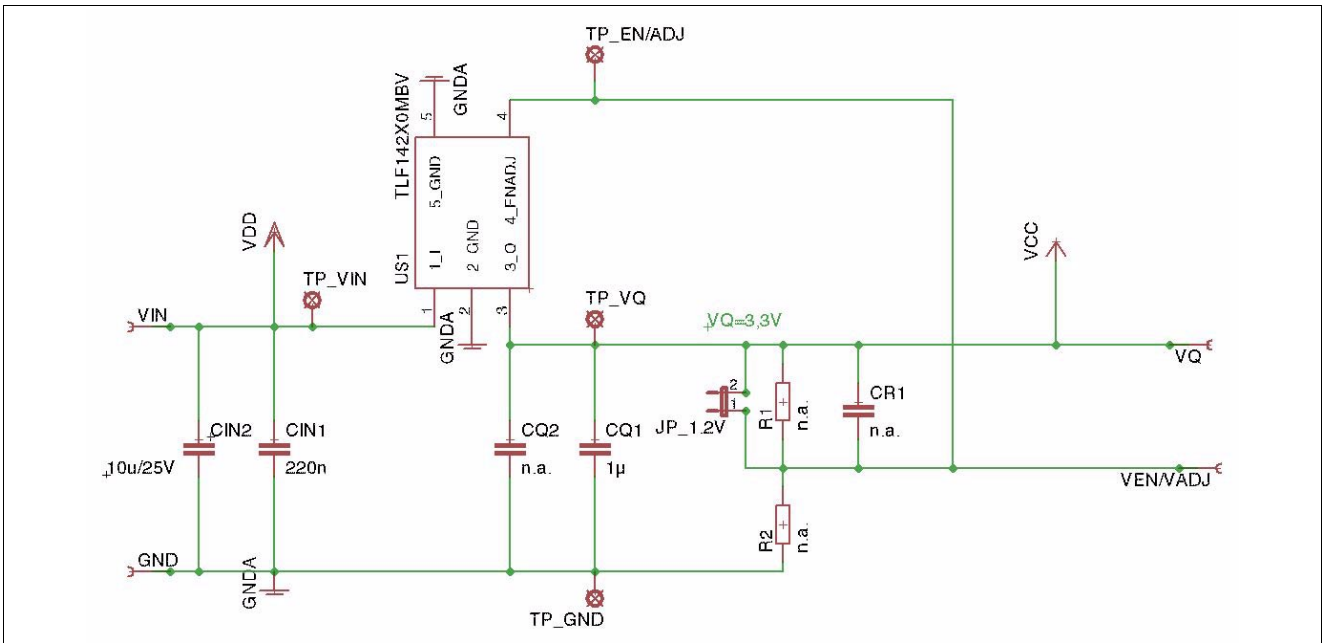 TP_EN/ADJ
GNDA
TLF142X0MBV
5
4
5_GND
4_ENADJ
2_GND
1_I
3_O
US1
VDD
VCC
TP_VIN
TP_VQ
1
2
3
GNDA
VIN
VQ=3,3V
VQ
2
1
JP_1.2V
R1
n.a.
CR1
n.a.
CIN2
10u/25V
CIN1
220n
CQ2
n.a.
CQ1
1µ
VEN/VADJ
R2
n.a.
GND
GNDA
TP_GND